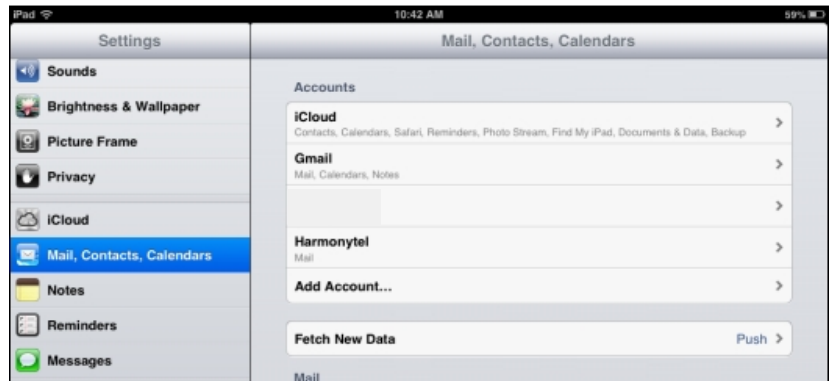 iPad 10:42 AM 59%
Settings
Mail, Contacts, Calendars
Sounds
Brightness & Wallpaper
Picture Frame
Privacy
iCloud
Mail, Contacts, Calendars
Notes
Reminders
Messages
Accounts
iCloud
Contacts, Calendars, Safari, Reminders, Photo Stream, Find My iPad, Documents & Data, Backup
Gmail
Mail, Calendars, Notes
Harmonytel
Mail
Add Account...
Fetch New Data Push
Mail